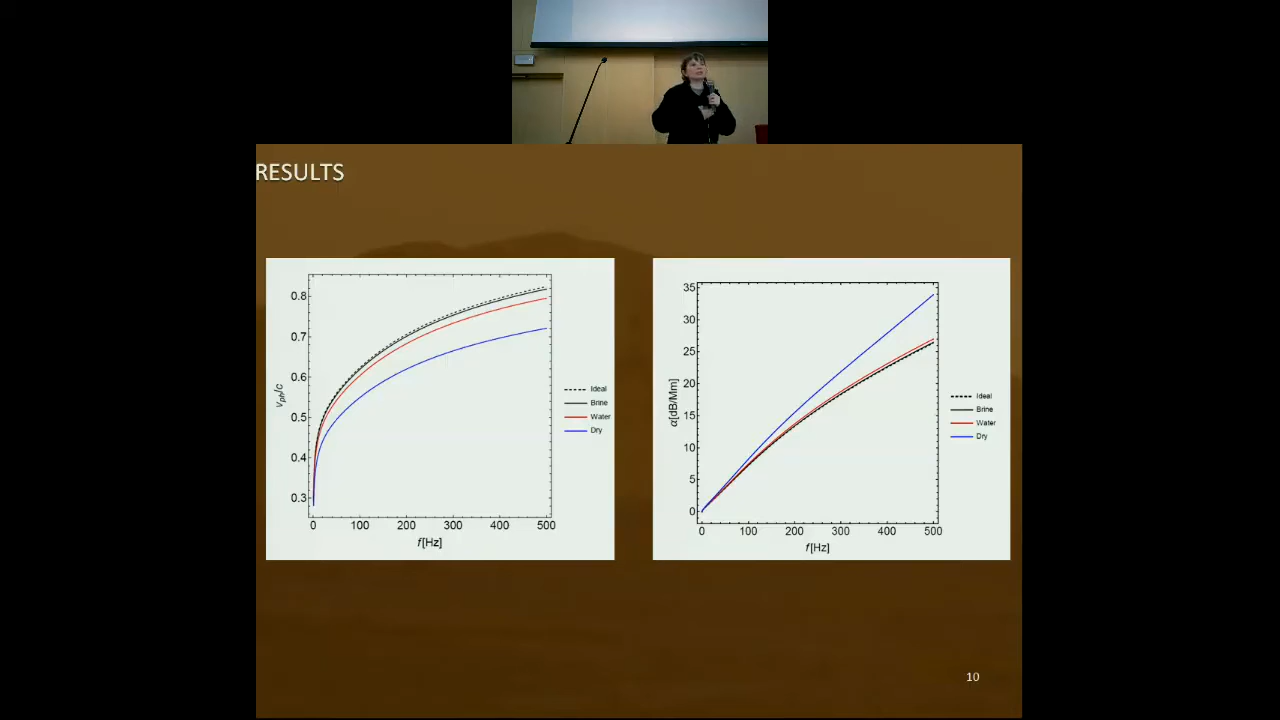 RESULTS
0.8
0.7
0.6
0.5
0.4
0.3
v_ph/c
0 100 200 300 400 500
f[Hz]
Ideal
Brine
Water
Dry
35
30
25
20
15
10
5
0
α[dB/Mm]
0 100 200 300 400 500
f[Hz]
Ideal
Brine
Water
Dry
10